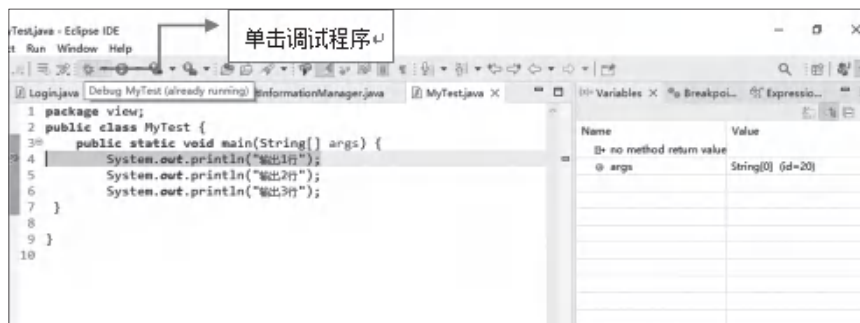 yTest.java - Eclipse IDE
ct Run Window Help
单击调试程序
Login.java
Debug MyTest (already running)
InformationManager.java
MyTest.java
Variables
Breakpoi...
Expressio...
1 package view;
2 public class MyTest {
3 public static void main(String[] args) {
4 System.out.println("输出1行");
5 System.out.println("输出2行");
6 System.out.println("输出3行");
7 }
8
9 }
10
Name Value
no method return value
args String[0] (id=20)